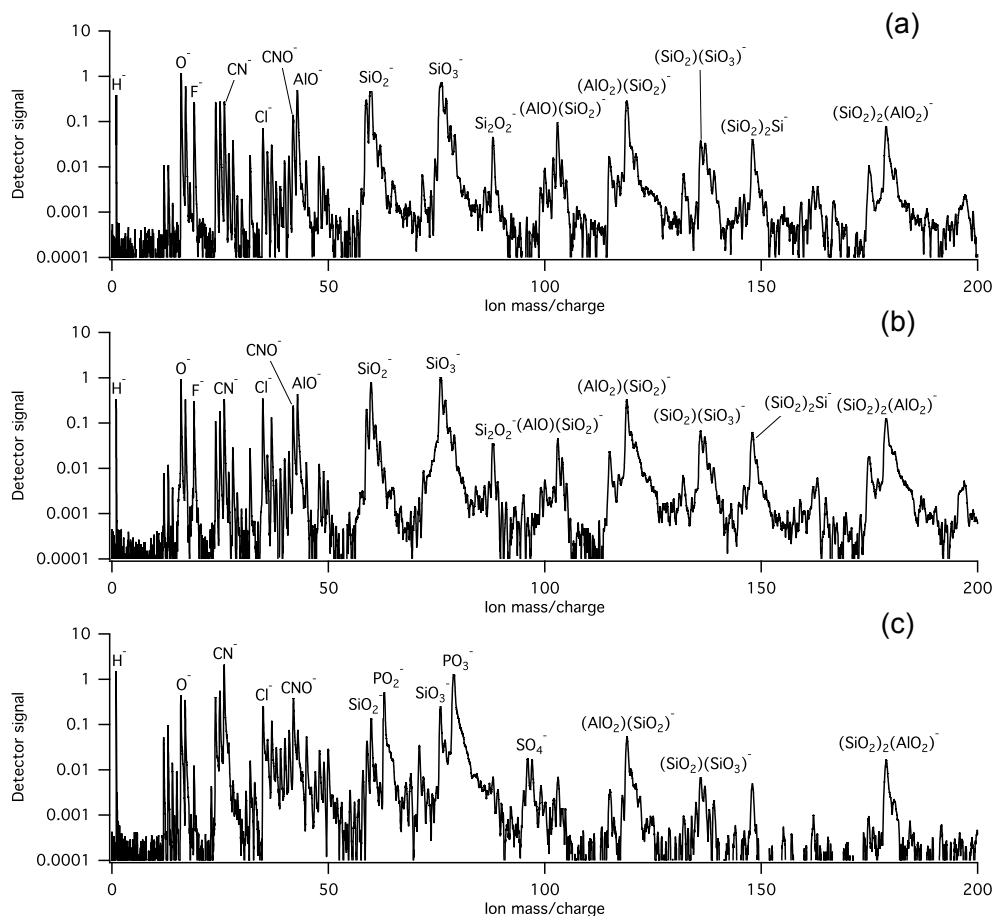 (a)
Detector signal
10
1
0.1
0.01
0.001
0.0001
H⁻
O⁻
F⁻
CN⁻
Cl⁻
CNO⁻
AlO⁻
SiO₂⁻
SiO₃⁻
Si₂O₂⁻
(AlO)(SiO₂)⁻
(AlO₂)(SiO₂)⁻
(SiO₂)(SiO₃)⁻
(SiO₂)₂Si⁻
(SiO₂)₂(AlO₂)⁻
0 50 100 150 200
Ion mass/charge
(b)
Detector signal
10
1
0.1
0.01
0.001
0.0001
H⁻
O⁻
F⁻
CN⁻
Cl⁻
CNO⁻
AlO⁻
SiO₂⁻
SiO₃⁻
Si₂O₂⁻
(AlO)(SiO₂)⁻
(AlO₂)(SiO₂)⁻
(SiO₂)(SiO₃)⁻
(SiO₂)₂Si⁻
(SiO₂)₂(AlO₂)⁻
0 50 100 150 200
Ion mass/charge
(c)
Detector signal
10
1
0.1
0.01
0.001
0.0001
H⁻
O⁻
CN⁻
Cl⁻
CNO⁻
SiO₂⁻
PO₂⁻
SiO₃⁻
PO₃⁻
SO₄⁻
(AlO₂)(SiO₂)⁻
(SiO₂)(SiO₃)⁻
(SiO₂)₂(AlO₂)⁻
0 50 100 150 200
Ion mass/charge